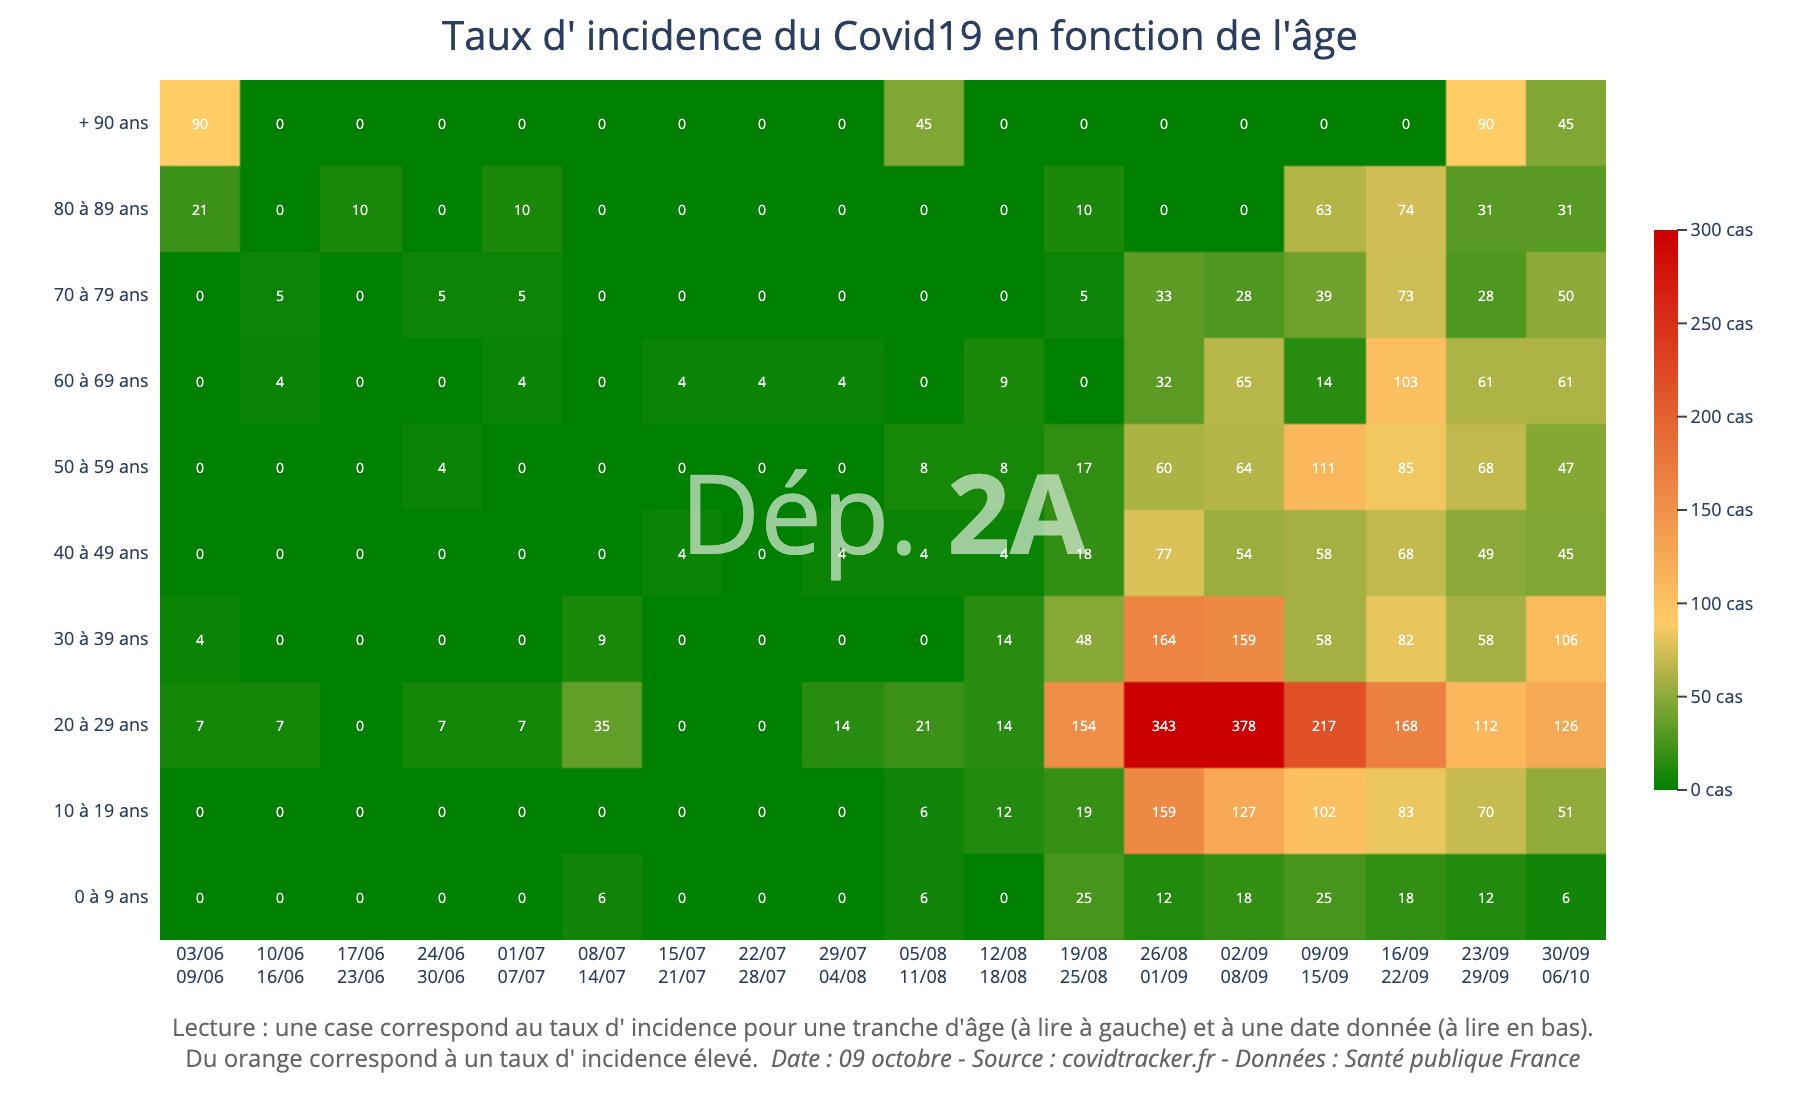 Taux d' incidence du Covid19 en fonction de l'âge
+ 90 ans 90 0 0 0 0 0 0 0 0 45 0 0 0 0 0 0 90 45
80 à 89 ans 21 0 10 0 10 0 0 0 0 0 0 10 0 0 63 74 31 31
70 à 79 ans 0 5 0 5 5 0 0 0 0 0 0 5 33 28 39 73 28 50
60 à 69 ans 0 4 0 0 4 0 4 4 4 0 9 0 32 65 14 103 61 61
50 à 59 ans 0 0 0 4 0 0 0 0 0 8 8 17 60 64 111 85 68 47
Dép. 2A
40 à 49 ans 0 0 0 0 0 0 4 0 4 4 4 18 77 54 58 68 49 45
30 à 39 ans 4 0 0 0 0 9 0 0 0 0 14 48 164 159 58 82 58 106
20 à 29 ans 7 7 0 7 7 35 0 0 14 21 14 154 343 378 217 168 112 126
10 à 19 ans 0 0 0 0 0 0 0 0 0 6 12 19 159 127 102 83 70 51
0 à 9 ans 0 0 0 0 0 6 0 0 0 6 0 25 12 18 25 18 12 6
03/06 10/06 17/06 24/06 01/07 08/07 15/07 22/07 29/07 05/08 12/08 19/08 26/08 02/09 09/09 16/09 23/09 30/09
09/06 16/06 23/06 30/06 07/07 14/07 21/07 28/07 04/08 11/08 18/08 25/08 01/09 08/09 15/09 22/09 29/09 06/10
300 cas
250 cas
200 cas
150 cas
100 cas
50 cas
0 cas
Lecture : une case correspond au taux d' incidence pour une tranche d'âge (à lire à gauche) et à une date donnée (à lire en bas).
Du orange correspond à un taux d' incidence élevé. Date : 09 octobre - Source : covidtracker.fr - Données : Santé publique France